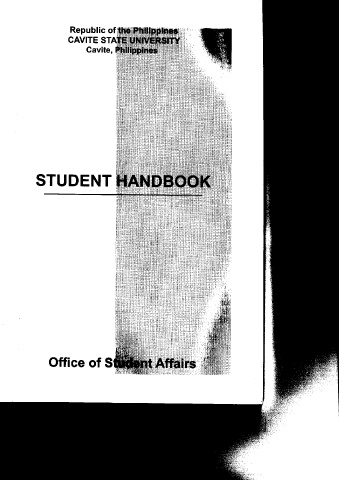 Republic of the Philippines
CAVITE STATE UNIVERSITY
Cavite, Philippines
STUDENT HANDBOOK
Office of Student Affairs